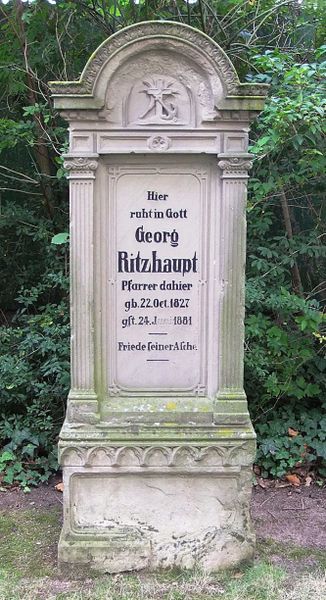 Hier
ruht in Gott
Georg
Ritzhaupt
Pfarrer dahier
gb. 22. Oct. 1827
gſt. 24. 1881
Friede ſeiner Aſche.